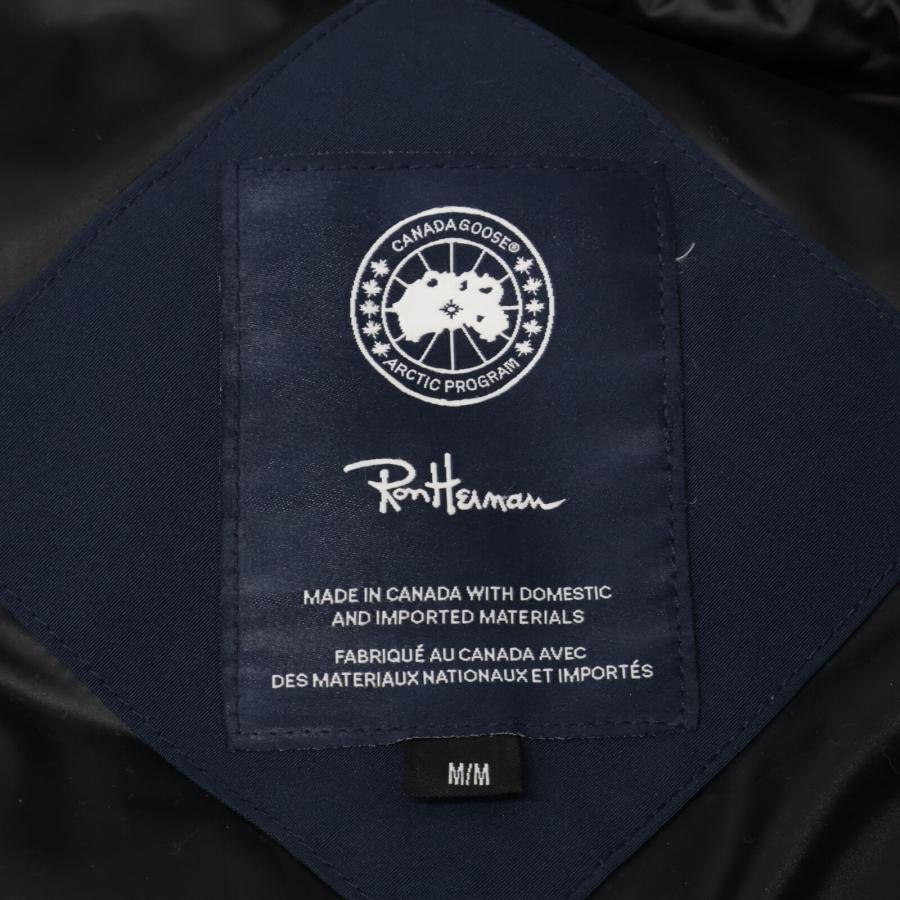 CANADA GOOSE®
ARCTIC PROGRAM
Ron Herman
MADE IN CANADA WITH DOMESTIC
AND IMPORTED MATERIALS
FABRIQUÉ AU CANADA AVEC
DES MATERIAUX NATIONAUX ET IMPORTÉS
M/M